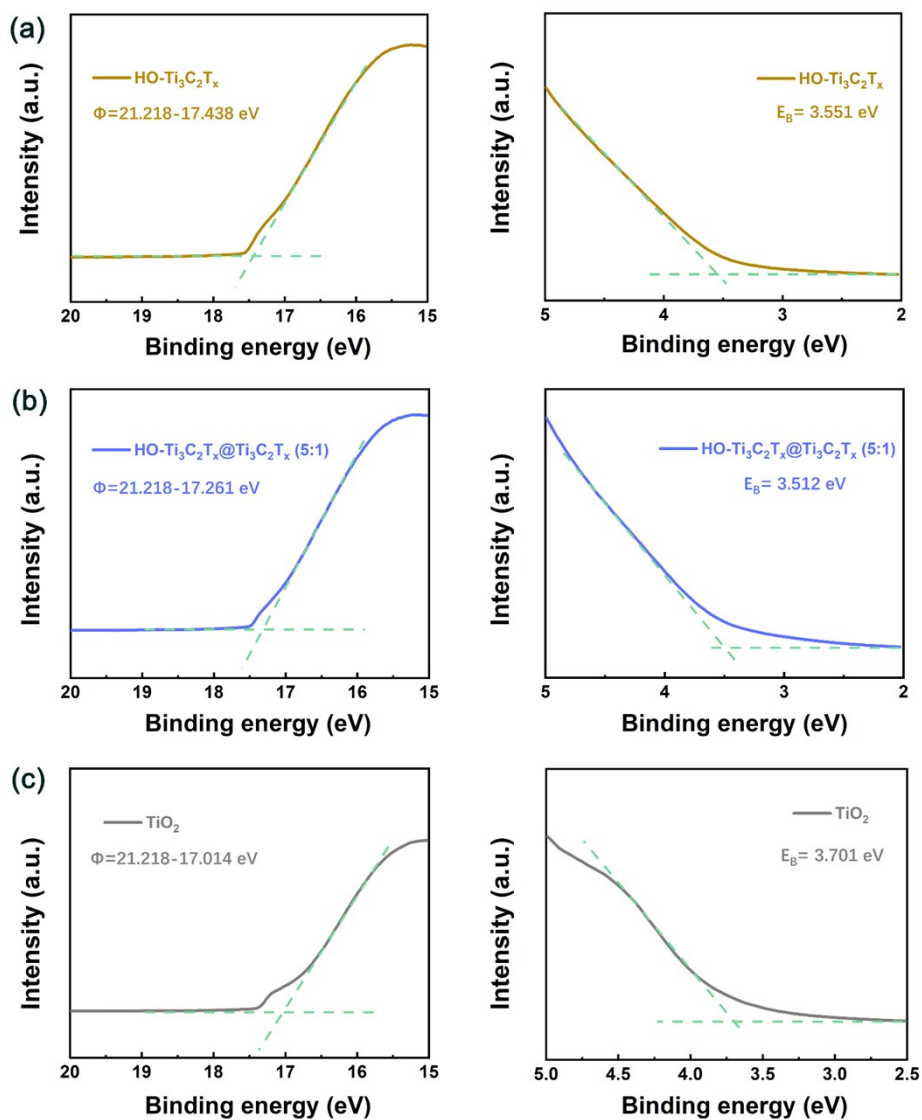 (a)
HO-Ti₃C₂Tₓ
Φ=21.218-17.438 eV
Intensity (a.u.)
20 19 18 17 16 15
Binding energy (eV)
HO-Ti₃C₂Tₓ
E_B= 3.551 eV
Intensity (a.u.)
5 4 3 2
Binding energy (eV)
(b)
HO-Ti₃C₂Tₓ@Ti₃C₂Tₓ (5:1)
Φ=21.218-17.261 eV
Intensity (a.u.)
20 19 18 17 16 15
Binding energy (eV)
HO-Ti₃C₂Tₓ@Ti₃C₂Tₓ (5:1)
E_B= 3.512 eV
Intensity (a.u.)
5 4 3 2
Binding energy (eV)
(c)
TiO₂
Φ=21.218-17.014 eV
Intensity (a.u.)
20 19 18 17 16 15
Binding energy (eV)
TiO₂
E_B= 3.701 eV
Intensity (a.u.)
5.0 4.5 4.0 3.5 3.0 2.5
Binding energy (eV)